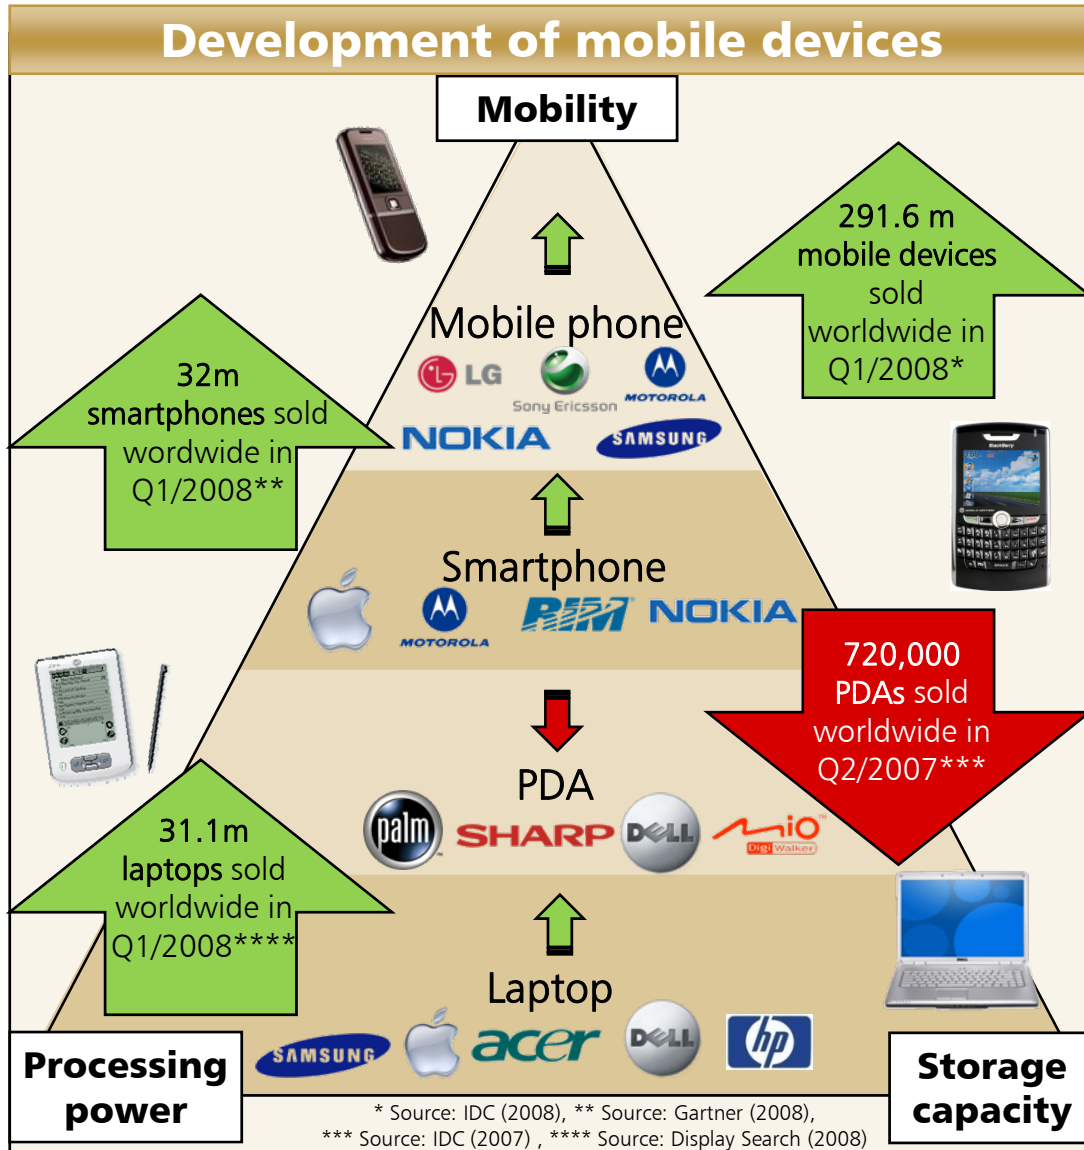 Development of mobile devices
Mobility
291.6 m
mobile devices
sold
worldwide in
Q1/2008*
Mobile phone
LG
Sony Ericsson
MOTOROLA
NOKIA
SAMSUNG
32m
smartphones sold
wordwide in
Q1/2008**
BlackBerry
Smartphone
MOTOROLA
RIM
NOKIA
720,000
PDAs sold
worldwide in
Q2/2007***
PDA
palm
SHARP
DELL
Mio
DigiWalker
31.1m
laptops sold
worldwide in
Q1/2008****
Laptop
SAMSUNG
acer
DELL
hp
DELL
Processing
power
Storage
capacity
* Source: IDC (2008), ** Source: Gartner (2008),
*** Source: IDC (2007) , **** Source: Display Search (2008)